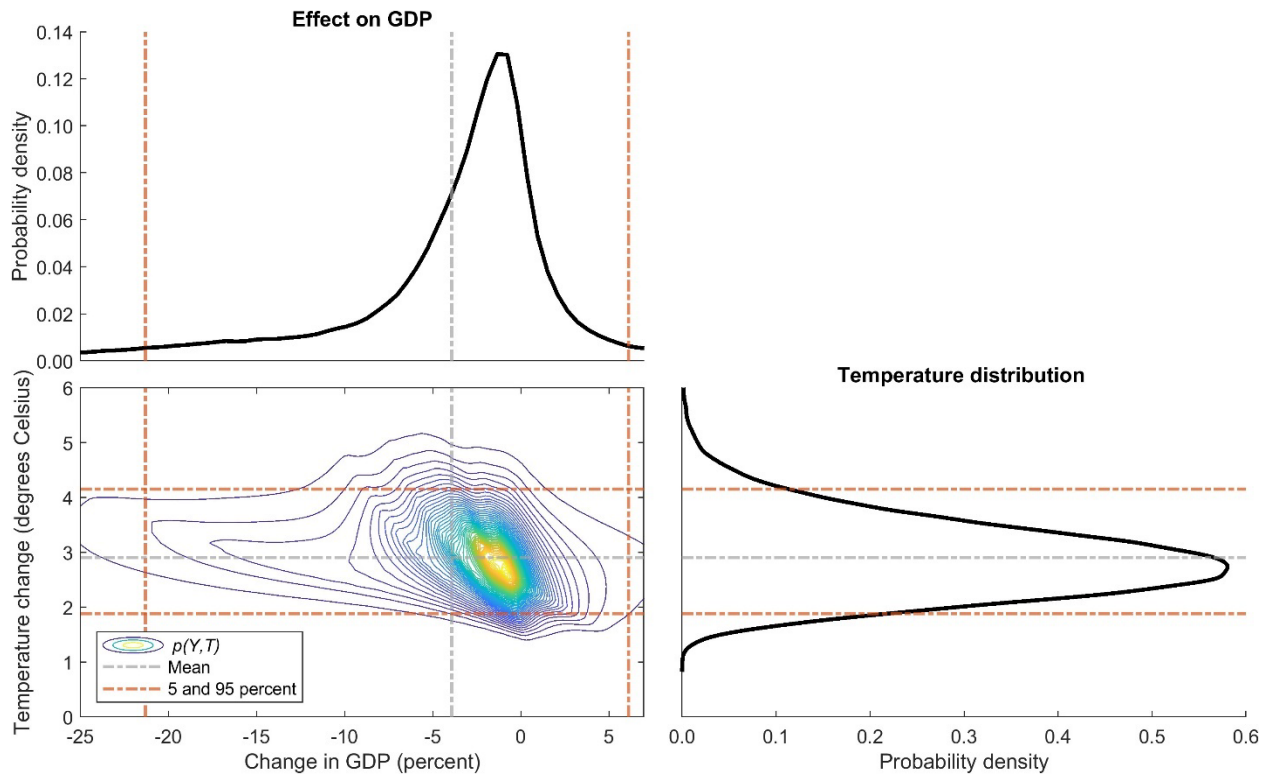 Effect on GDP
0.14
0.12
0.10
0.08
0.06
0.04
0.02
0.00
Probability density
Temperature distribution
6
5
4
3
2
1
0
Temperature change (degrees Celsius)
p(Y,T)
Mean
5 and 95 percent
-25 -20 -15 -10 -5 0 5
Change in GDP (percent)
0.0 0.1 0.2 0.3 0.4 0.5 0.6
Probability density